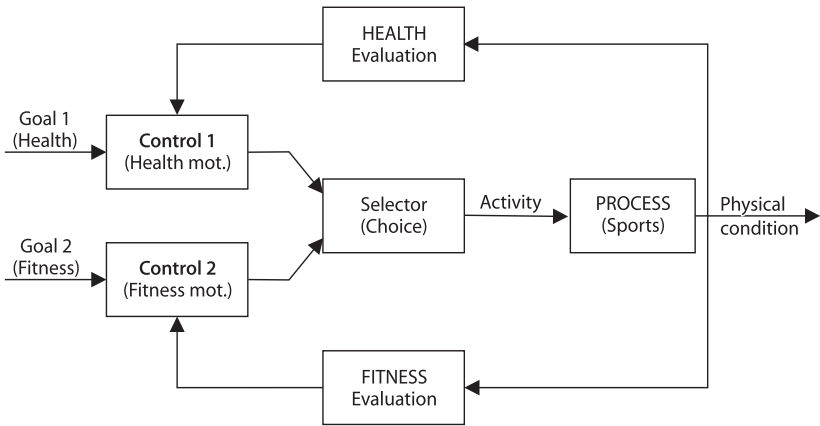 HEALTH
Evaluation
Goal 1
(Health)
Control 1
(Health mot.)
Selector
(Choice)
Activity
PROCESS
(Sports)
Physical
condition
Goal 2
(Fitness)
Control 2
(Fitness mot.)
FITNESS
Evaluation